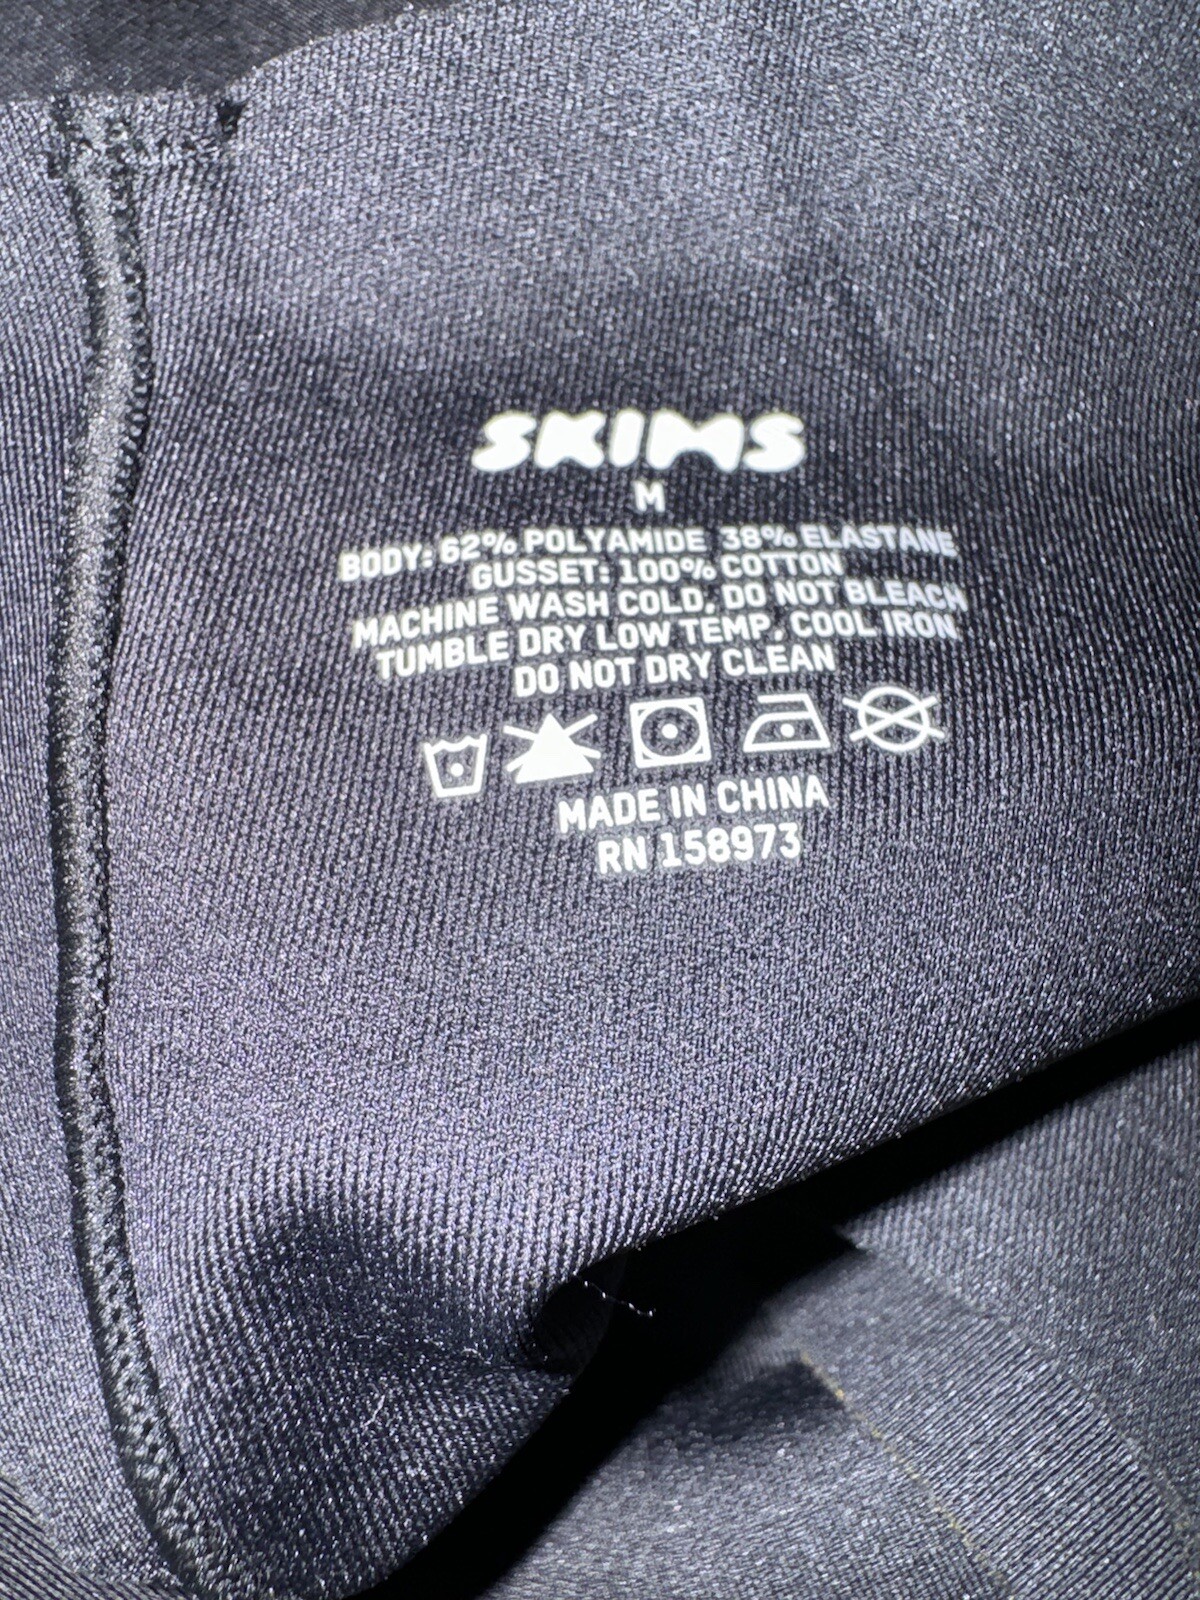 SKIMS
M
BODY: 62% POLYAMIDE 38% ELASTANE
GUSSET: 100% COTTON
MACHINE WASH COLD, DO NOT BLEACH
TUMBLE DRY LOW TEMP, COOL IRON
DO NOT DRY CLEAN
MADE IN CHINA
RN 158973